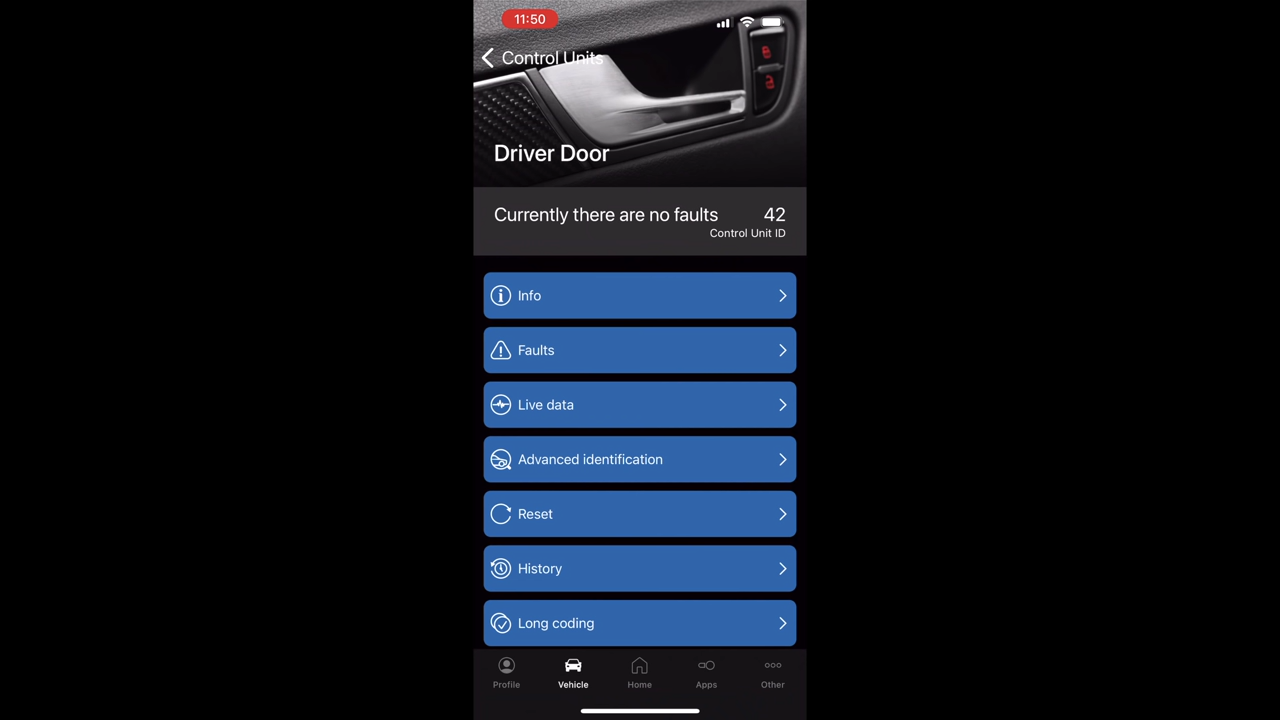 11:50
Control Units
Driver Door
Currently there are no faults 42
Control Unit ID
Info
Faults
Live data
Advanced identification
Reset
History
Long coding
Profile Vehicle Home Apps Other